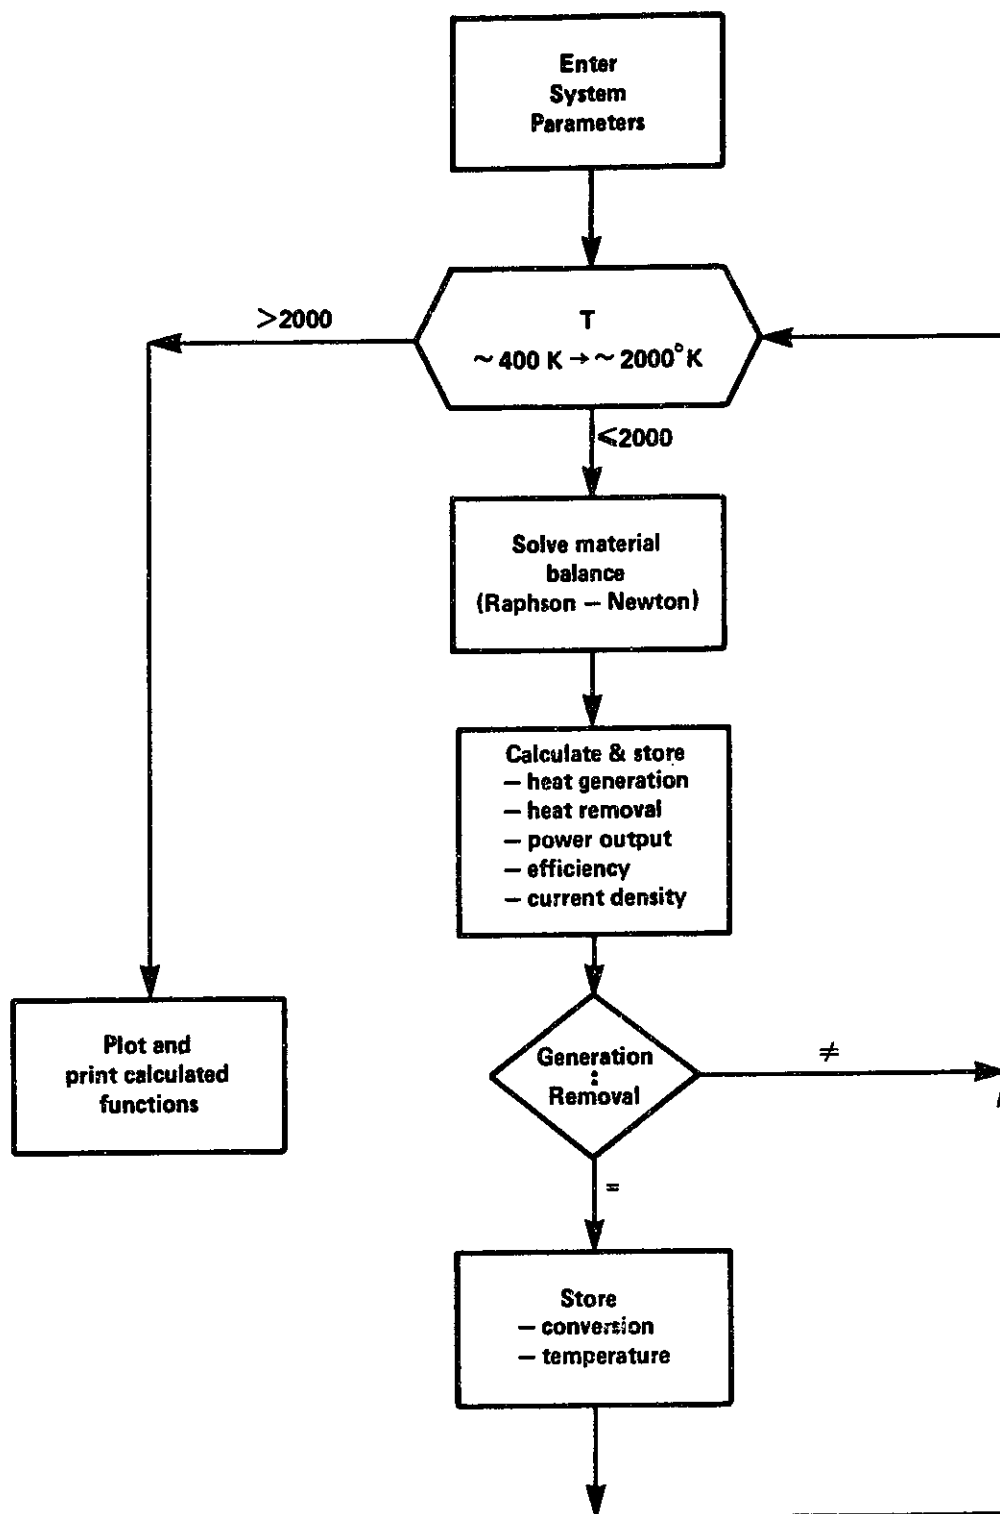 Enter
System
Parameters
>2000
T
~ 400 K → ~ 2000°K
⩽2000
Solve material
balance
(Raphson – Newton)
Calculate & store
– heat generation
– heat removal
– power output
– efficiency
– current density
Plot and
print calculated
functions
Generation
:
Removal
≠
=
Store
– conversion
– temperature